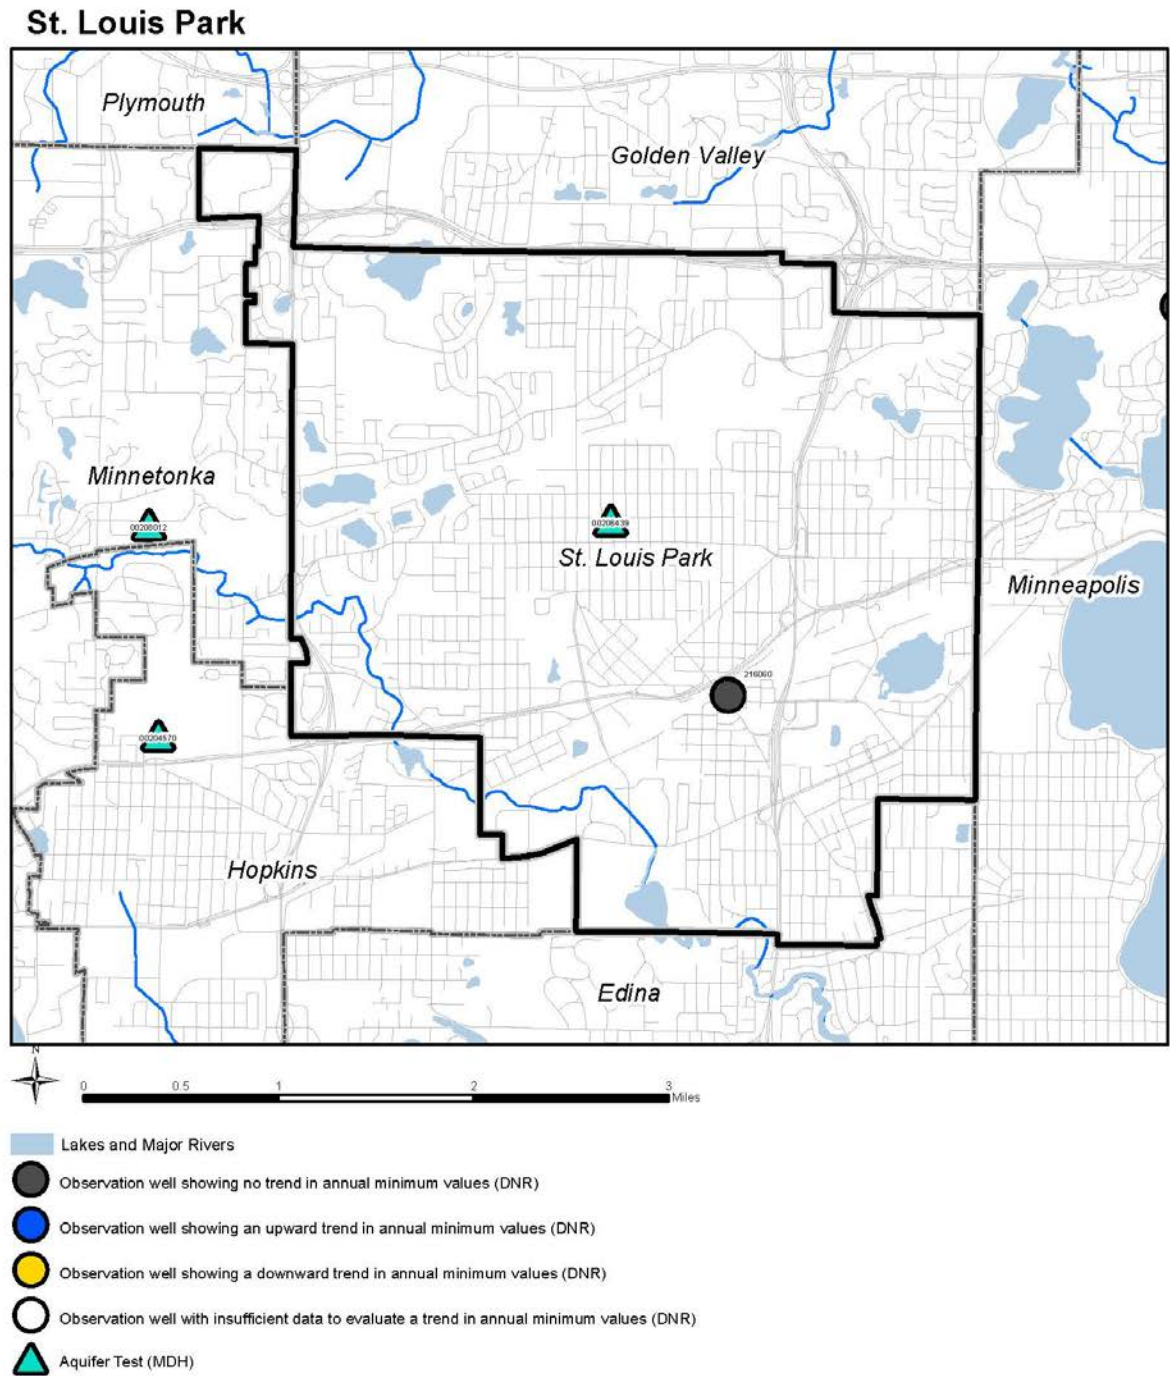 St. Louis Park
Plymouth
Golden Valley
Minnetonka
00200012
00206439
St. Louis Park
Minneapolis
216060
00204570
Hopkins
Edina
N
0 0.5 1 2 3
Miles
Lakes and Major Rivers
Observation well showing no trend in annual minimum values (DNR)
Observation well showing an upward trend in annual minimum values (DNR)
Observation well showing a downward trend in annual minimum values (DNR)
Observation well with insufficient data to evaluate a trend in annual minimum values (DNR)
Aquifer Test (MDH)